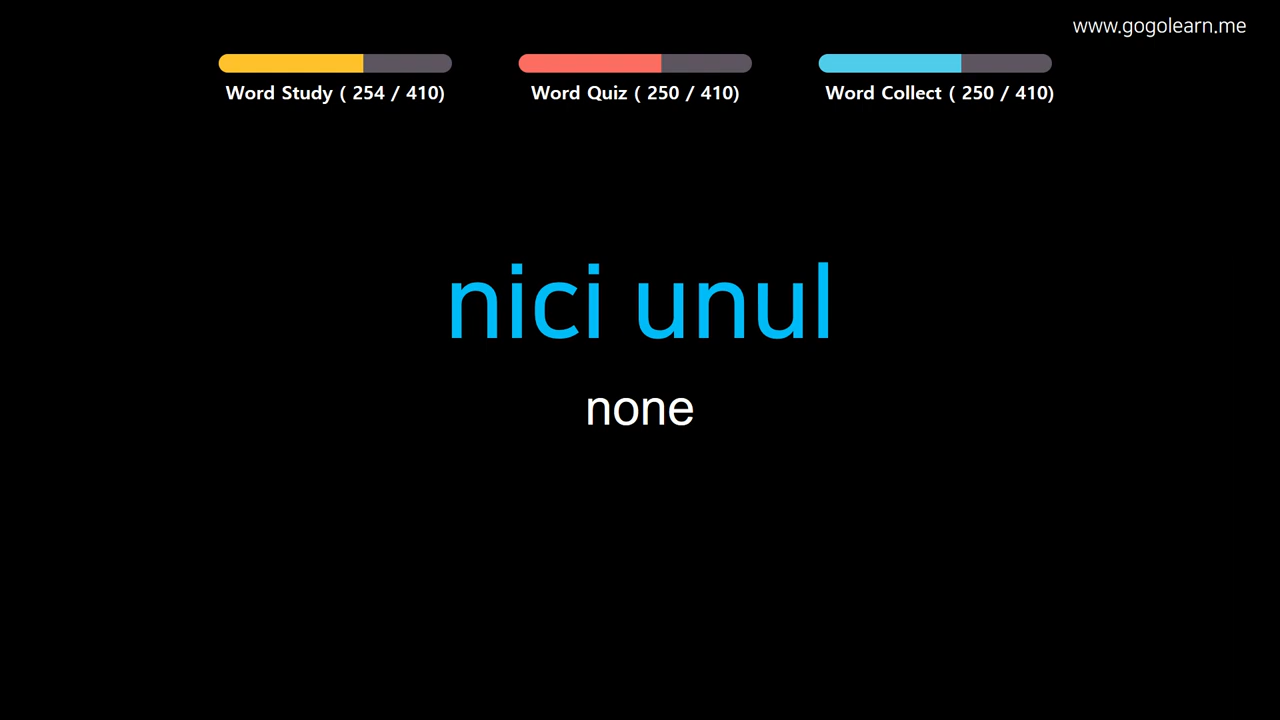 www.gogolearn.me
Word Study ( 254 / 410)
Word Quiz ( 250 / 410)
Word Collect ( 250 / 410)
nici unul
none